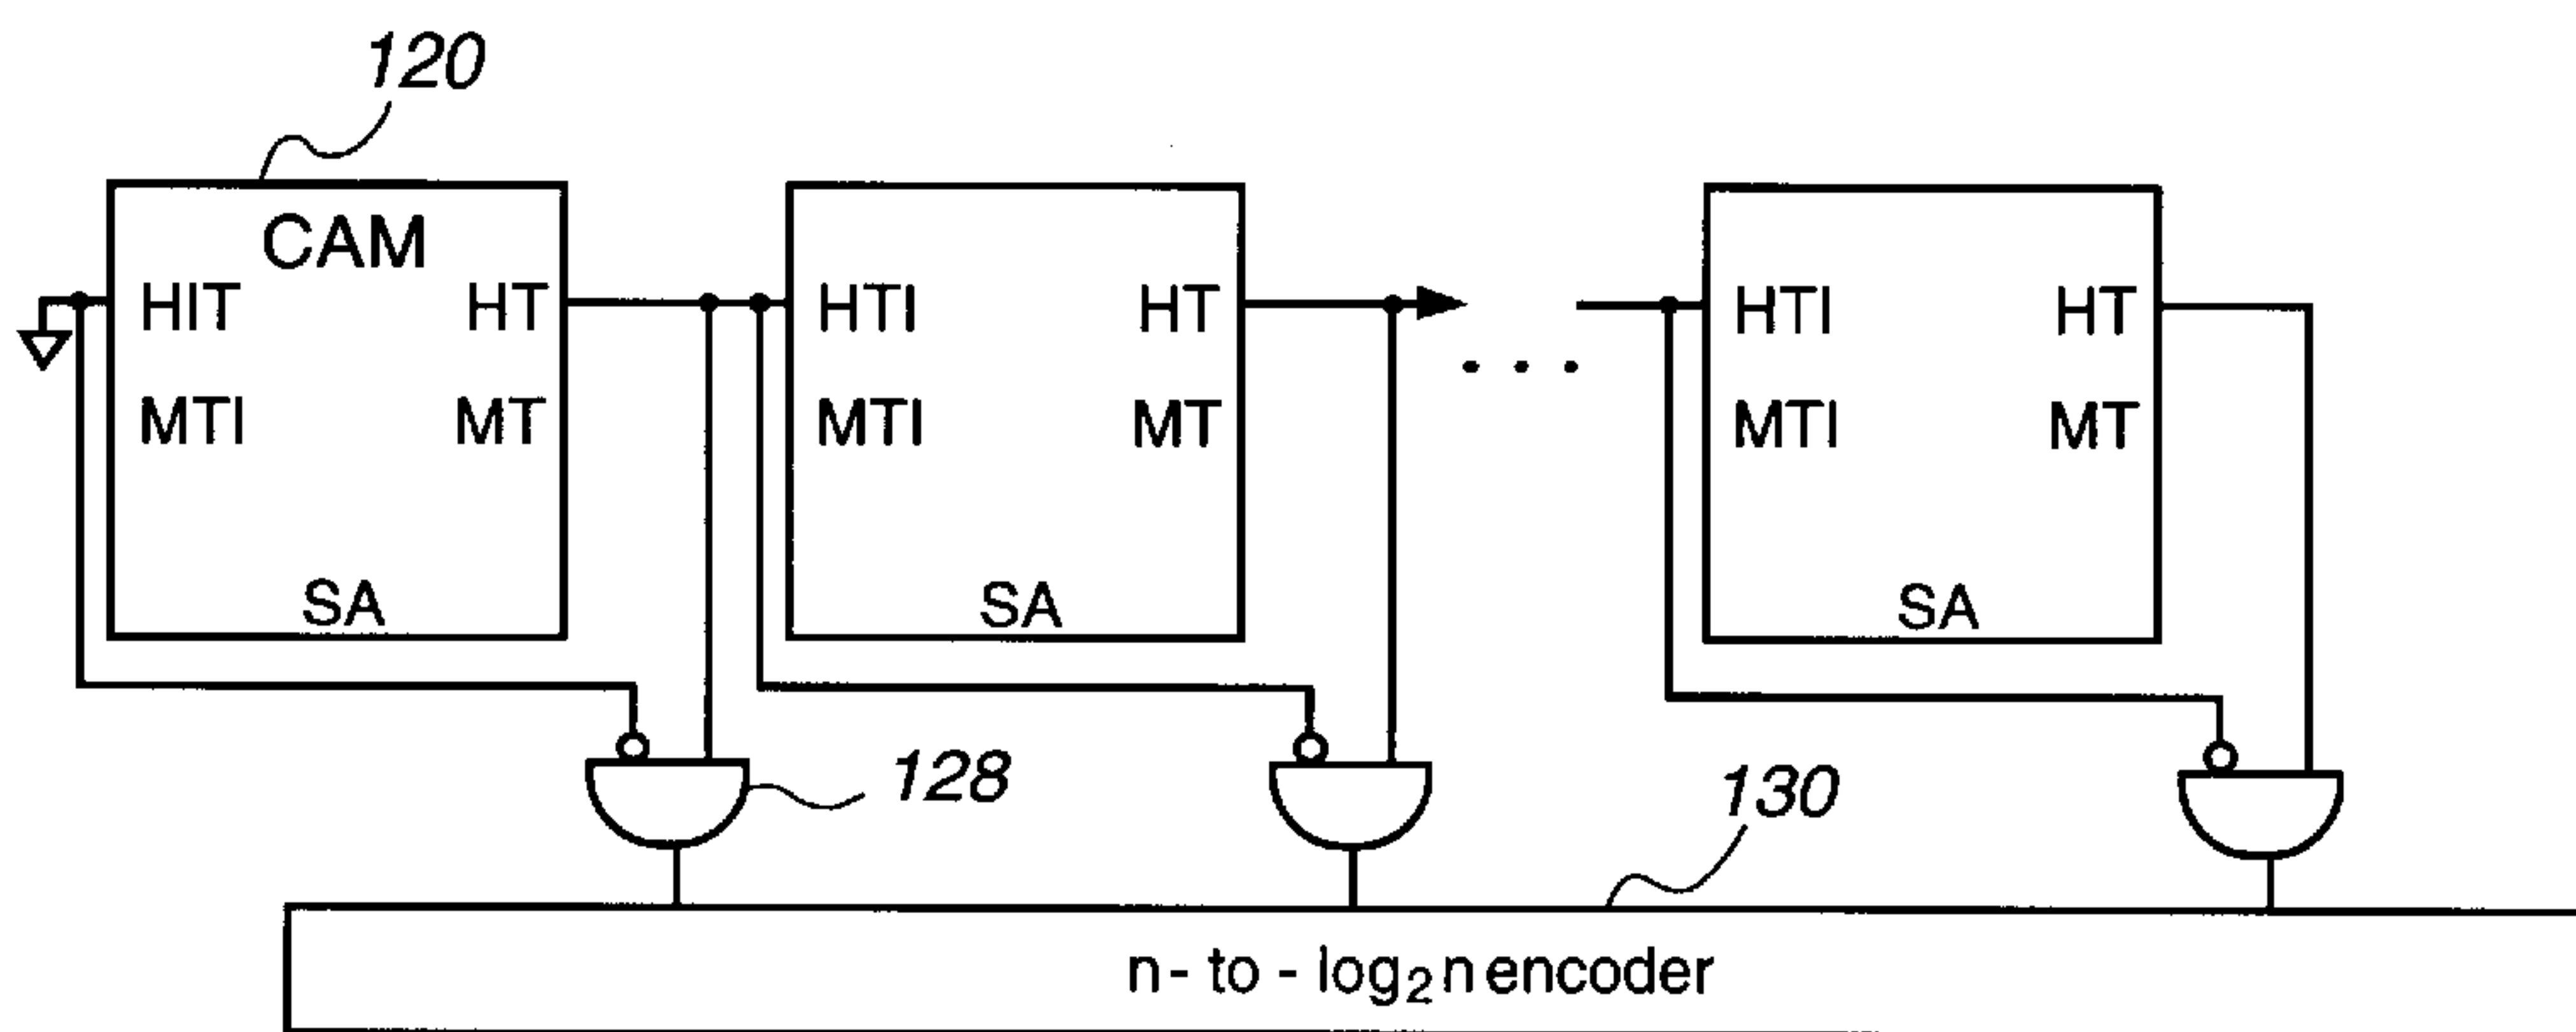 120
CAM
HIT HT HTI HT HTI HT
MTI MT MTI MT . . . MTI MT
SA SA SA
128
130
n- to - log₂n encoder